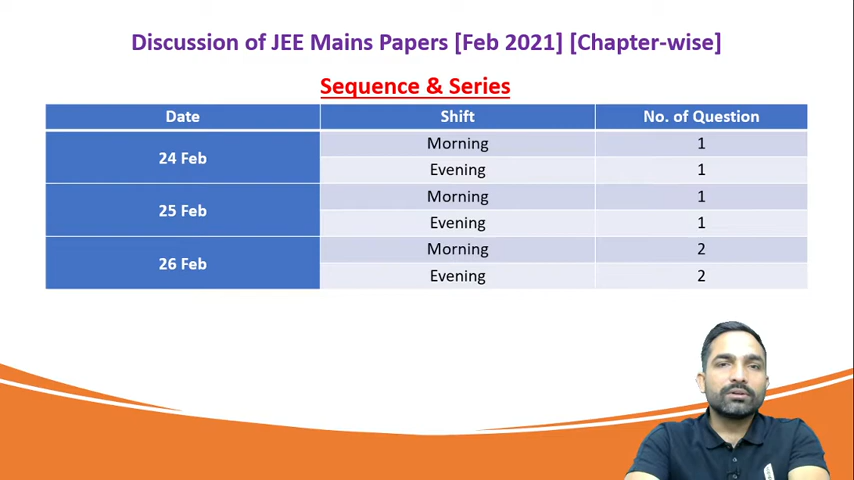 Discussion of JEE Mains Papers [Feb 2021] [Chapter-wise]
Sequence & Series
Date Shift No. of Question
24 Feb Morning 1
Evening 1
25 Feb Morning 1
Evening 1
26 Feb Morning 2
Evening 2